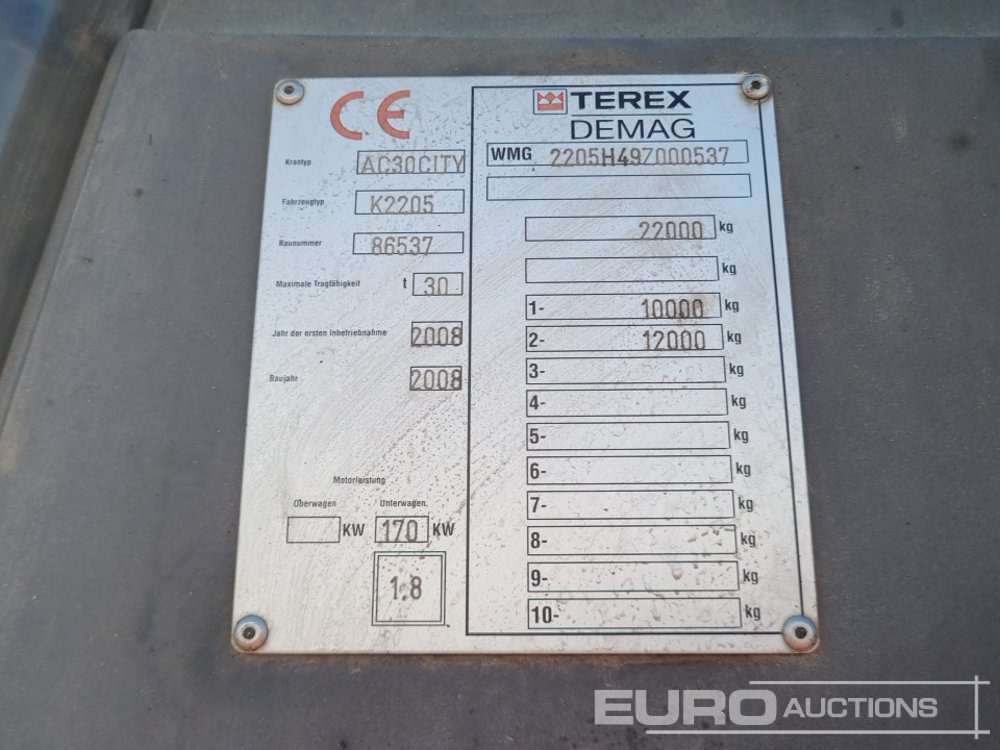 CE
Krantyp AC30CITY
Fahrzeugtyp K2205
Baunummer 86537
Maximale Tragfähigkeit t 30
Jahr der ersten Inbetriebnahme 2008
Baujahr 2008
Motorleistung
Oberwagen Unterwagen.
KW 170 KW
1.8
TEREX
DEMAG
WMG 2205H49Z000537
22000 kg
kg
1- 10000 kg
2- 12000 kg
3- kg
4- kg
5- kg
6- kg
7- kg
8- kg
9- kg
10- kg
EURO AUCTIONS